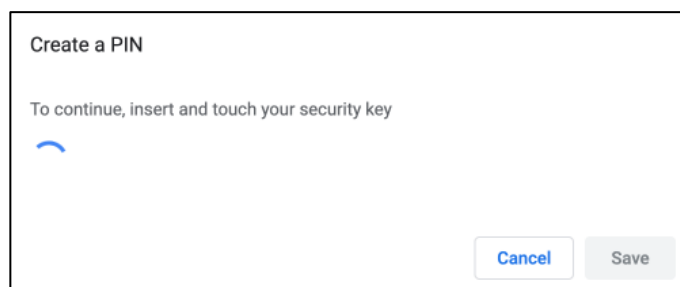 Create a PIN
To continue, insert and touch your security key
Cancel Save